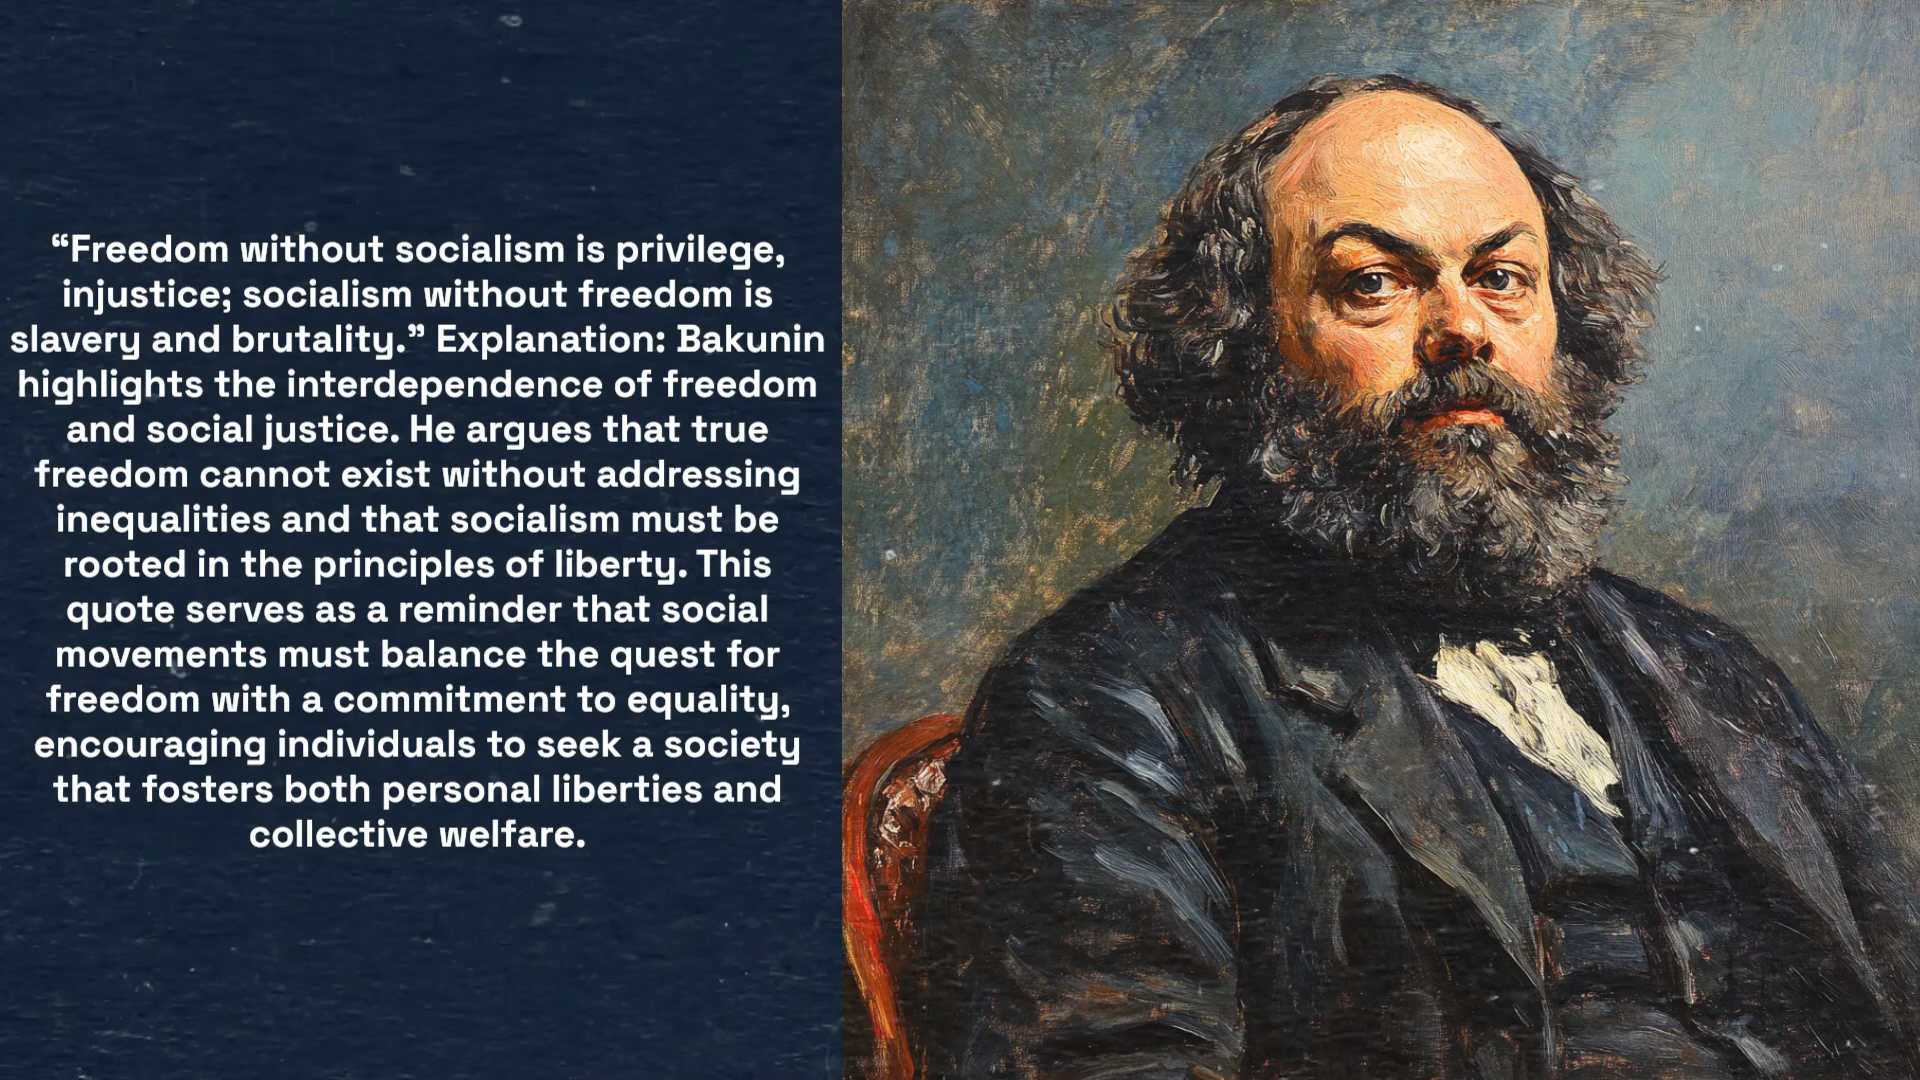 “Freedom without socialism is privilege,
injustice; socialism without freedom is
slavery and brutality.” Explanation: Bakunin
highlights the interdependence of freedom
and social justice. He argues that true
freedom cannot exist without addressing
inequalities and that socialism must be
rooted in the principles of liberty. This
quote serves as a reminder that social
movements must balance the quest for
freedom with a commitment to equality,
encouraging individuals to seek a society
that fosters both personal liberties and
collective welfare.